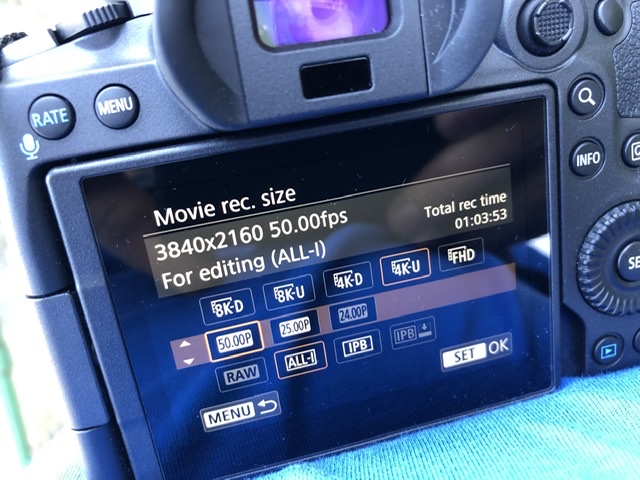 RATE
MENU
INFO
Movie rec. size
3840x2160 50.00fps
Total rec time
For editing (ALL-I)
01:03:53
8K-D 8K-U 4K-D 4K-U FHD
50.00P 25.00P 24.00P
RAW ALL-I IPB IPB
SET OK
MENU